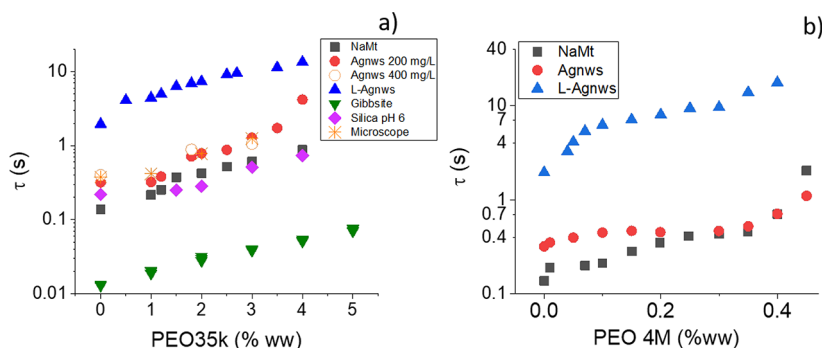 a)
NaMt
Agnws 200 mg/L
Agnws 400 mg/L
L-Agnws
Gibbsite
Silica pH 6
Microscope
10
1
0.1
0.01
τ (s)
0 1 2 3 4 5
PEO35k (% ww)
b)
NaMt
Agnws
L-Agnws
40
10
7
4
1
0.7
0.4
0.1
τ (s)
0.0 0.2 0.4
PEO 4M (%ww)